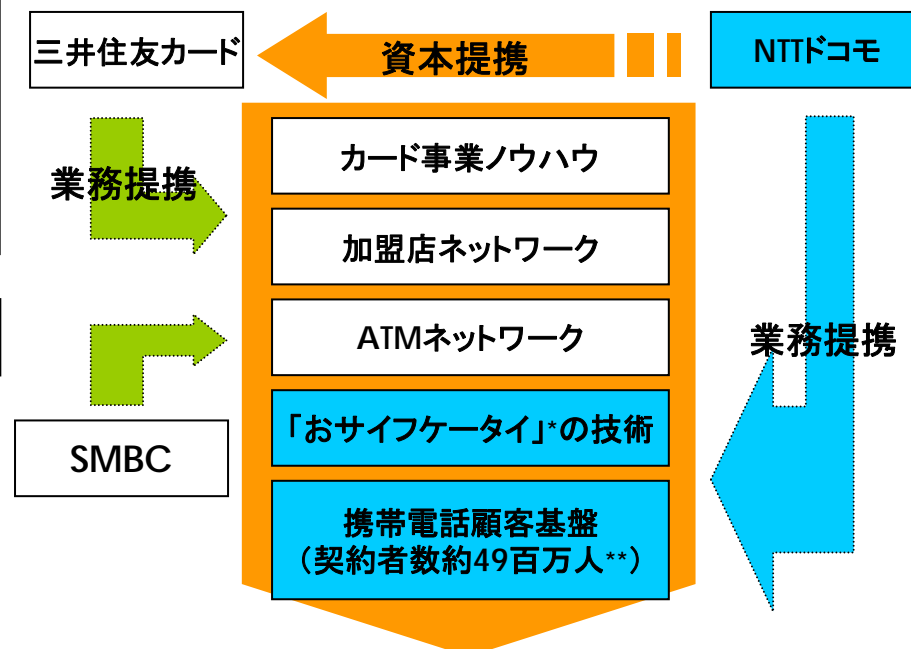 三井住友カード
資本提携
NTTドコモ
業務提携
カード事業ノウハウ
加盟店ネットワーク
ATMネットワーク
業務提携
「おサイフケータイ」*の技術
SMBC
携帯電話顧客基盤
（契約者数約49百万人**）